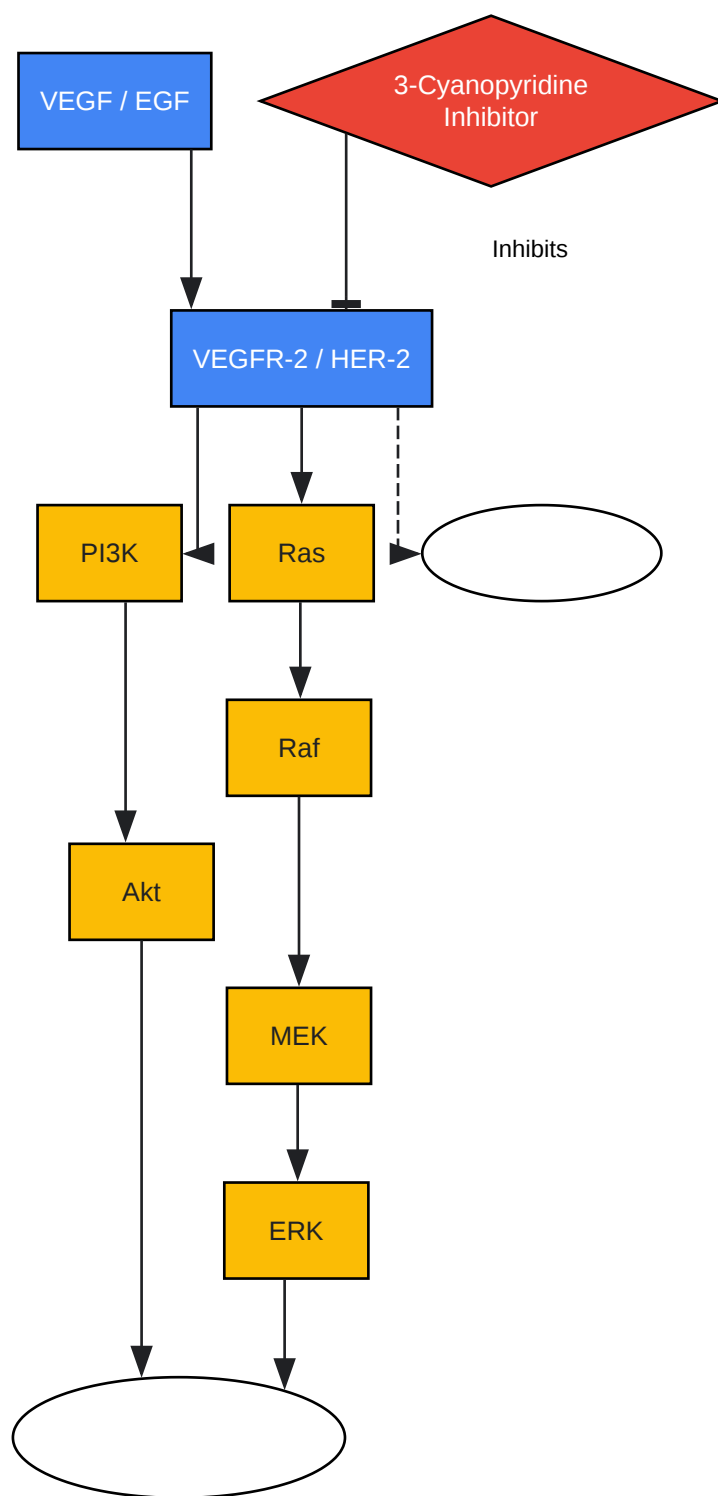 VEGF / EGF
3-Cyanopyridine
Inhibitor
Inhibits
VEGFR-2 / HER-2
PI3K
Ras
Raf
Akt
MEK
ERK